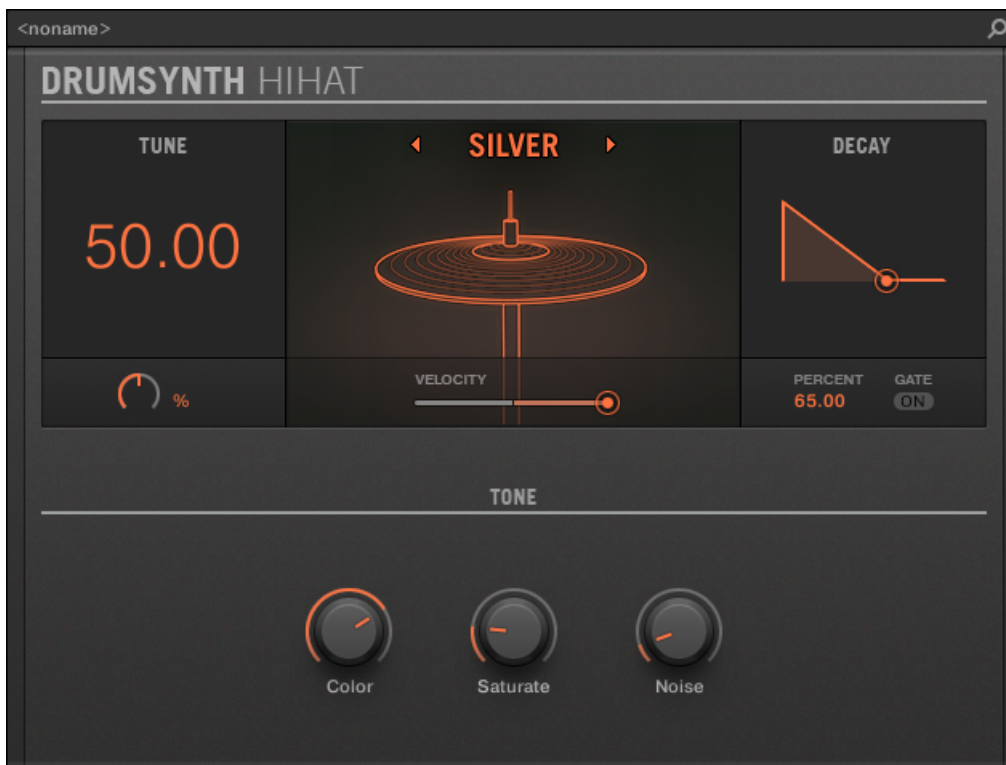 <noname>
DRUMSYNTH HIHAT
TUNE
SILVER
DECAY
50.00
%
VELOCITY
PERCENT
GATE
65.00
ON
TONE
Color
Saturate
Noise